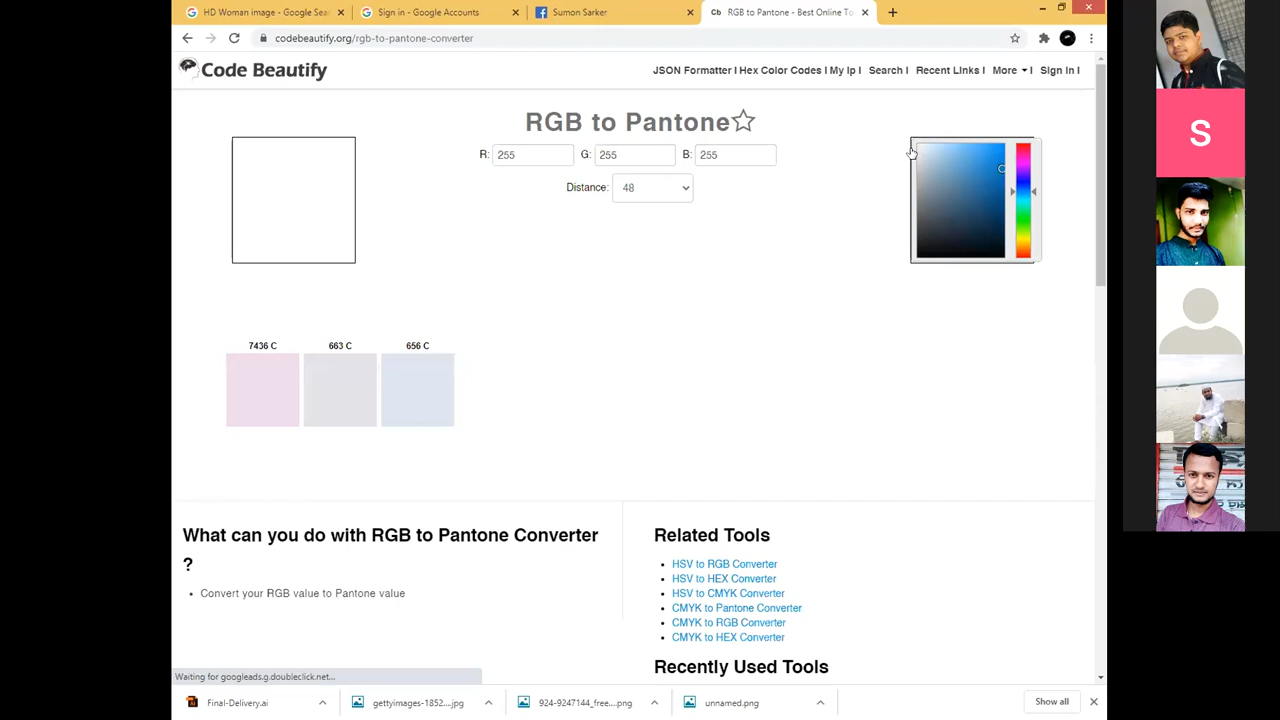 HD Woman image - Google Sear
Sign in - Google Accounts
Sumon Sarker
Cb RGB to Pantone - Best Online To
codebeautify.org/rgb-to-pantone-converter
Code Beautify
JSON Formatter I Hex Color Codes I My Ip I Search I Recent Links I More I Sign in I
RGB to Pantone
R: 255 G: 255 B: 255
Distance: 48
7436 C 663 C 656 C
S
What can you do with RGB to Pantone Converter
?
Convert your RGB value to Pantone value
Related Tools
HSV to RGB Converter
HSV to HEX Converter
HSV to CMYK Converter
CMYK to Pantone Converter
CMYK to RGB Converter
CMYK to HEX Converter
Recently Used Tools
Waiting for googleads.g.doubleclick.net...
Final-Delivery.ai
gettyimages-1852....jpg
924-9247144_free....png
unnamed.png
Show all